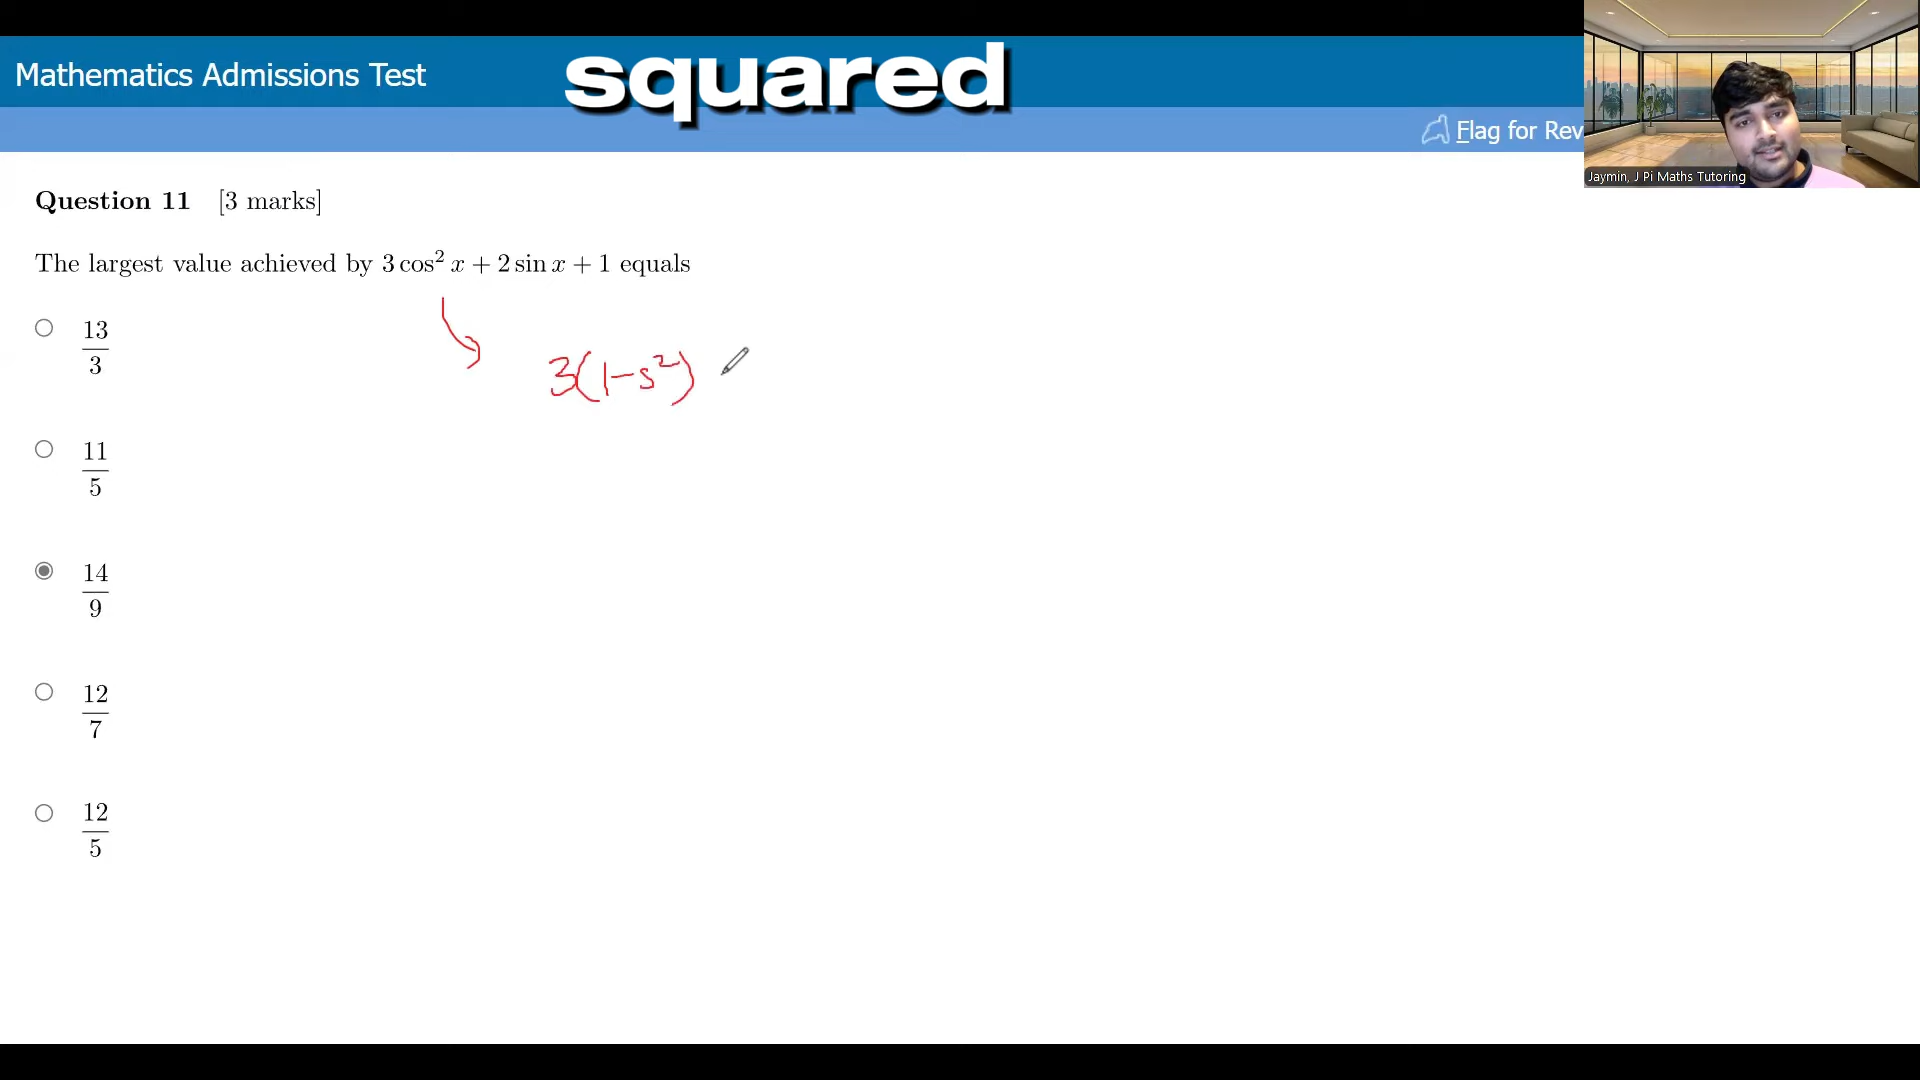 Mathematics Admissions Test
squared
Flag for Rev
Jaymin, J Pi Maths Tutoring
Question 11 [3 marks]
The largest value achieved by 3 cos² x + 2 sin x + 1 equals
3(1-s²)
13/3
11/5
14/9
12/7
12/5